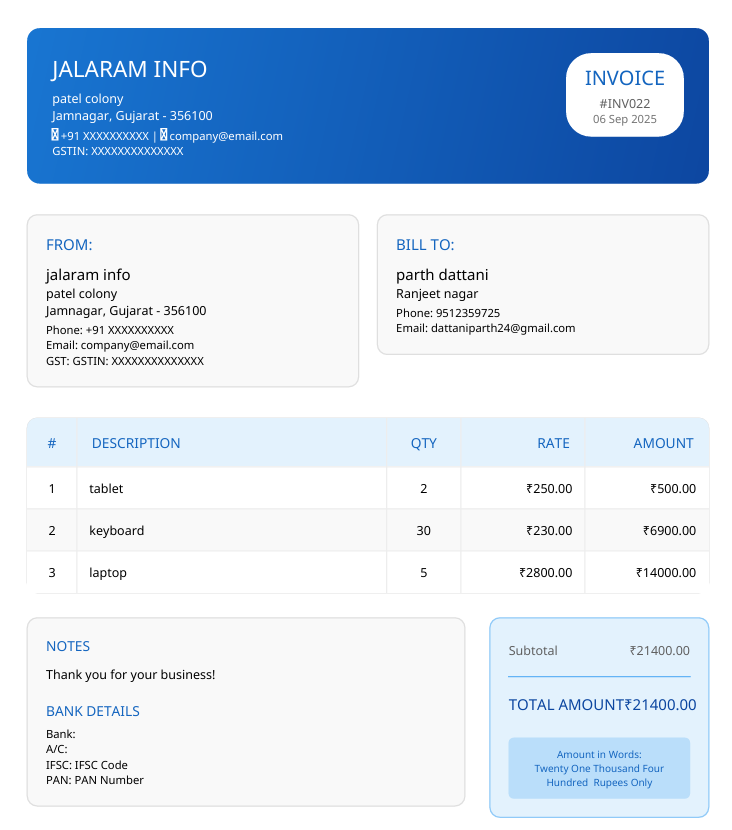 JALARAM INFO
patel colony
Jamnagar, Gujarat - 356100
+91 XXXXXXXXXX | company@email.com
GSTIN: XXXXXXXXXXXXXX
INVOICE
#INV022
06 Sep 2025
FROM:
jalaram info
patel colony
Jamnagar, Gujarat - 356100
Phone: +91 XXXXXXXXXX
Email: company@email.com
GST: GSTIN: XXXXXXXXXXXXXX
BILL TO:
parth dattani
Ranjeet nagar
Phone: 9512359725
Email: dattaniparth24@gmail.com
# DESCRIPTION QTY RATE AMOUNT
1 tablet 2 ₹250.00 ₹500.00
2 keyboard 30 ₹230.00 ₹6900.00
3 laptop 5 ₹2800.00 ₹14000.00
NOTES
Thank you for your business!
BANK DETAILS
Bank:
A/C:
IFSC: IFSC Code
PAN: PAN Number
Subtotal ₹21400.00
TOTAL AMOUNT₹21400.00
Amount in Words:
Twenty One Thousand Four
Hundred  Rupees Only